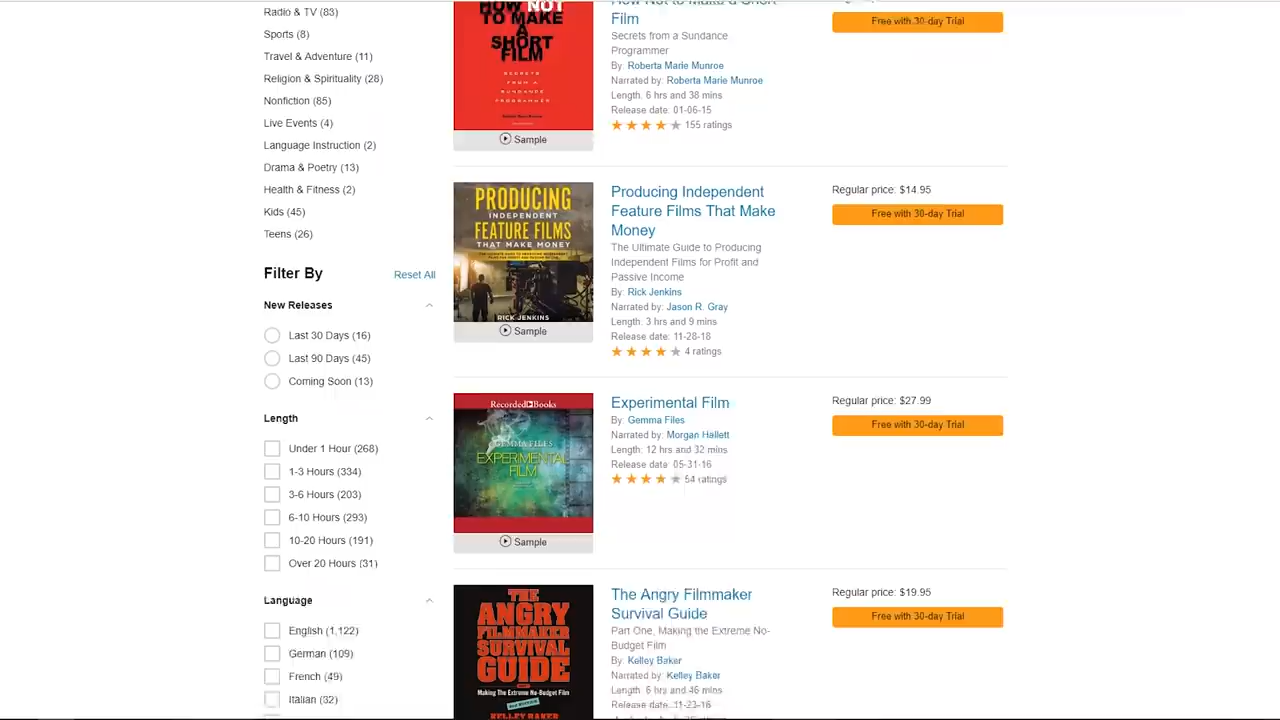 Radio & TV (83)
Sports (8)
Travel & Adventure (11)
Religion & Spirituality (28)
Nonfiction (85)
Live Events (4)
Language Instruction (2)
Drama & Poetry (13)
Health & Fitness (2)
Kids (45)
Teens (26)
Filter By
Reset All
New Releases
Last 30 Days (16)
Last 90 Days (45)
Coming Soon (13)
Length
Under 1 Hour (268)
1-3 Hours (334)
3-6 Hours (203)
6-10 Hours (293)
10-20 Hours (191)
Over 20 Hours (31)
Language
English (1,122)
German (109)
French (49)
Italian (32)
HOW NOT
TO MAKE
A
SHORT
FILM
SECRETS
FROM A
SUNDANCE
PROGRAMMER
Sample
How Not to Make a Short
Film
Secrets from a Sundance
Programmer
By: Roberta Marie Munroe
Narrated by: Roberta Marie Munroe
Length: 6 hrs and 38 mins
Release date: 01-06-15
155 ratings
Free with 30-day Trial
PRODUCING
INDEPENDENT
FEATURE FILMS
THAT MAKE MONEY
RICK JENKINS
Sample
Producing Independent
Feature Films That Make
Money
The Ultimate Guide to Producing
Independent Films for Profit and
Passive Income
By: Rick Jenkins
Narrated by: Jason R. Gray
Length: 3 hrs and 9 mins
Release date: 11-28-18
4 ratings
Regular price: $14.95
Free with 30-day Trial
Recorded Books
GEMMA FILES
EXPERIMENTAL
FILM
Sample
Experimental Film
By: Gemma Files
Narrated by: Morgan Hallett
Length: 12 hrs and 32 mins
Release date: 05-31-16
54 ratings
Regular price: $27.99
Free with 30-day Trial
THE
ANGRY
FILMMAKER
SURVIVAL
GUIDE
Making The Extreme No-Budget Film
KELLEY BAKER
The Angry Filmmaker
Survival Guide
Part One, Making the Extreme No-
Budget Film
By: Kelley Baker
Narrated by: Kelley Baker
Length: 6 hrs and 46 mins
Release date: 11-22-16
Regular price: $19.95
Free with 30-day Trial